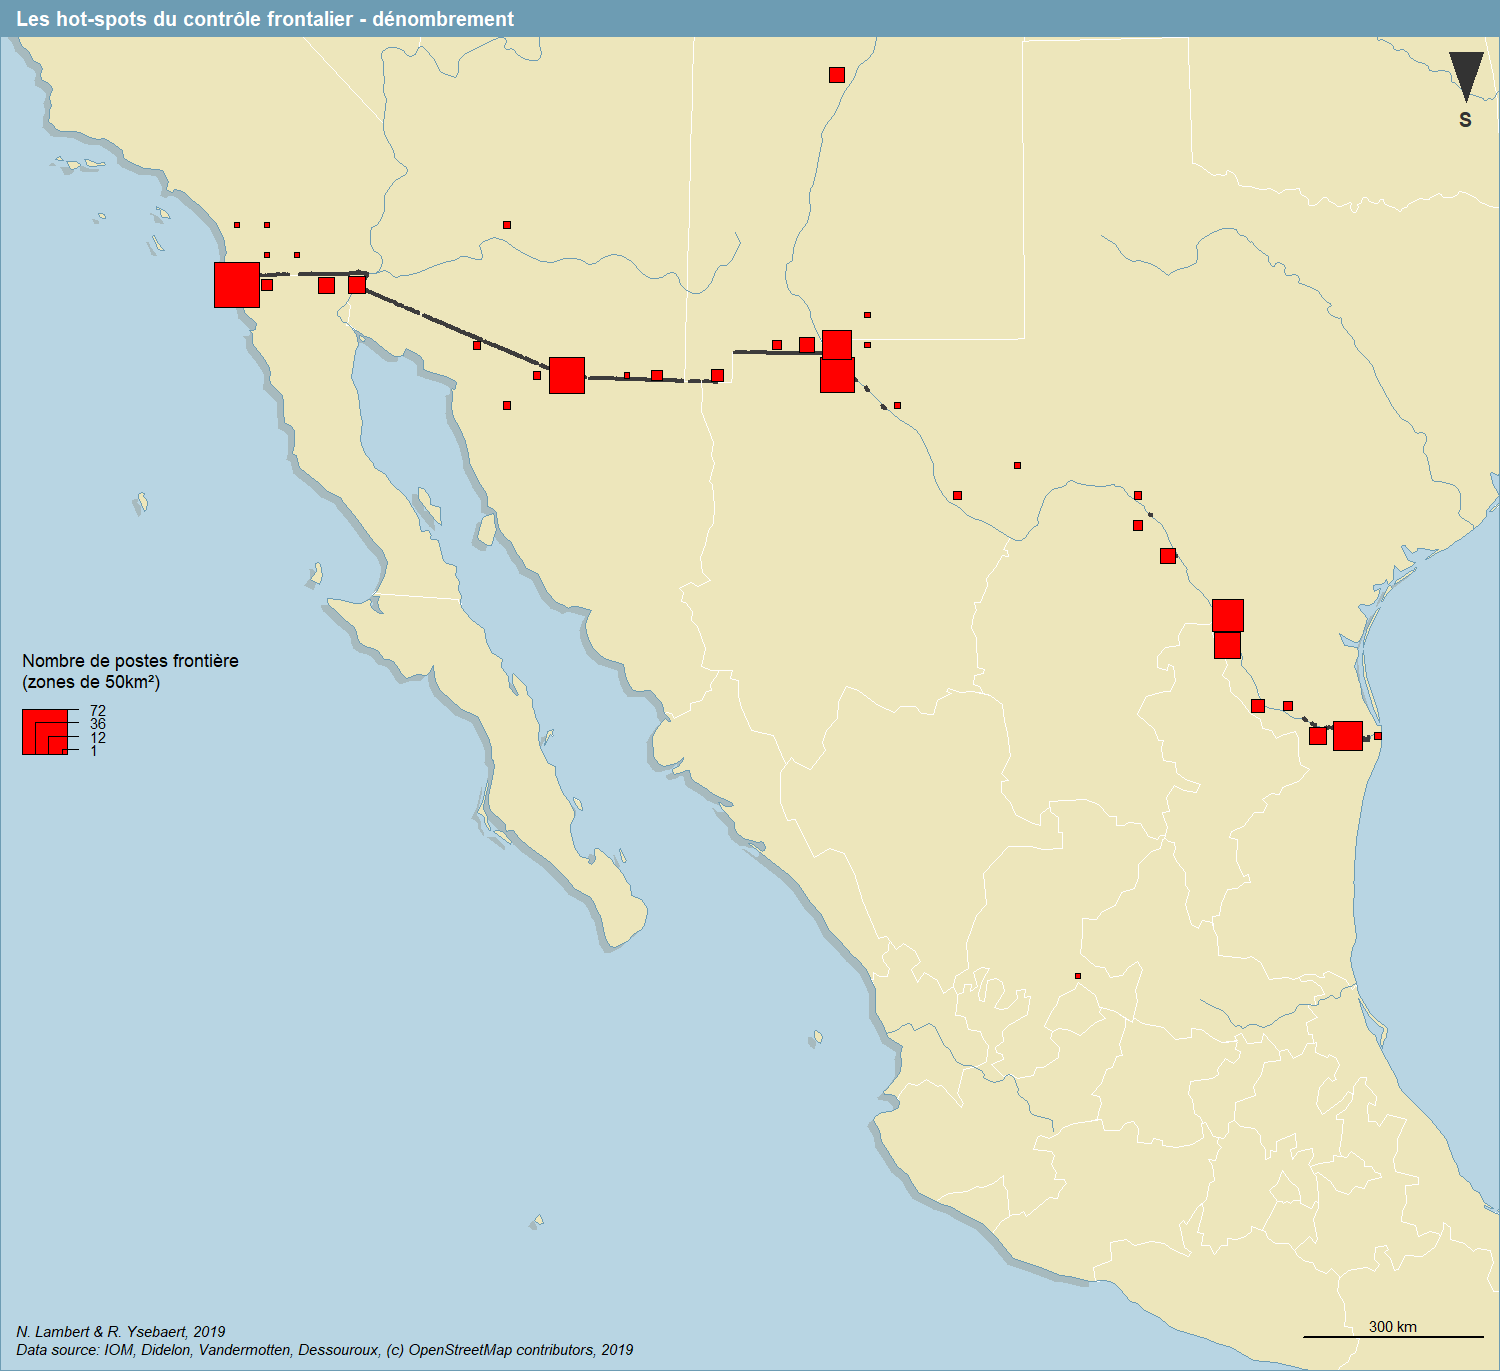 Les hot-spots du contrôle frontalier - dénombrement
S
Nombre de postes frontière
(zones de 50km²)
72
36
12
1
300 km
N. Lambert & R. Ysebaert, 2019
Data source: IOM, Didelon, Vandermotten, Dessouroux, (c) OpenStreetMap contributors, 2019